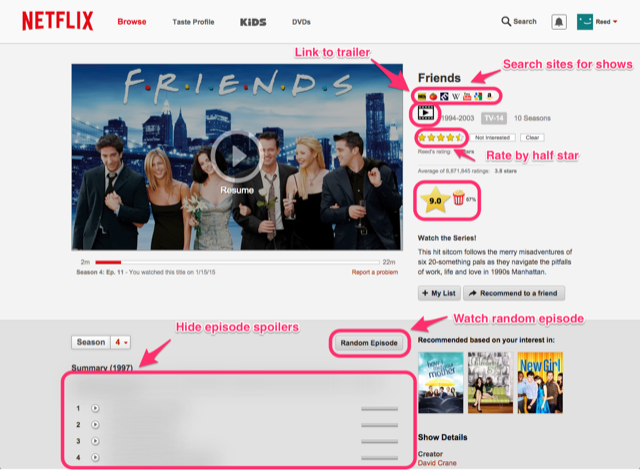 NETFLIX Browse Taste Profile KiDS DVDs Search Reed
Link to trailer
Search sites for shows
F·R·I·E·N·D·S
Friends
1994-2003 TV-14 10 Seasons
Not Interested Clear
Rate by half star
Average of 8,871,845 ratings: 3.8 stars
Resume
9.0 87%
Watch the Series!
This hit sitcom follows the merry misadventures of
six 20-something pals as they navigate the pitfalls
of work, life and love in 1990s Manhattan.
2m 22m
Season 4: Ep. 11 - You watched this title on 1/15/15 Report a problem
+ My List Recommend to a friend
Hide episode spoilers
Watch random episode
Season 4
Random Episode
Recommended based on your interest in:
Summary (1997)
how i met your mother
New Girl
1
2
3
4
Show Details
Creator
David Crane